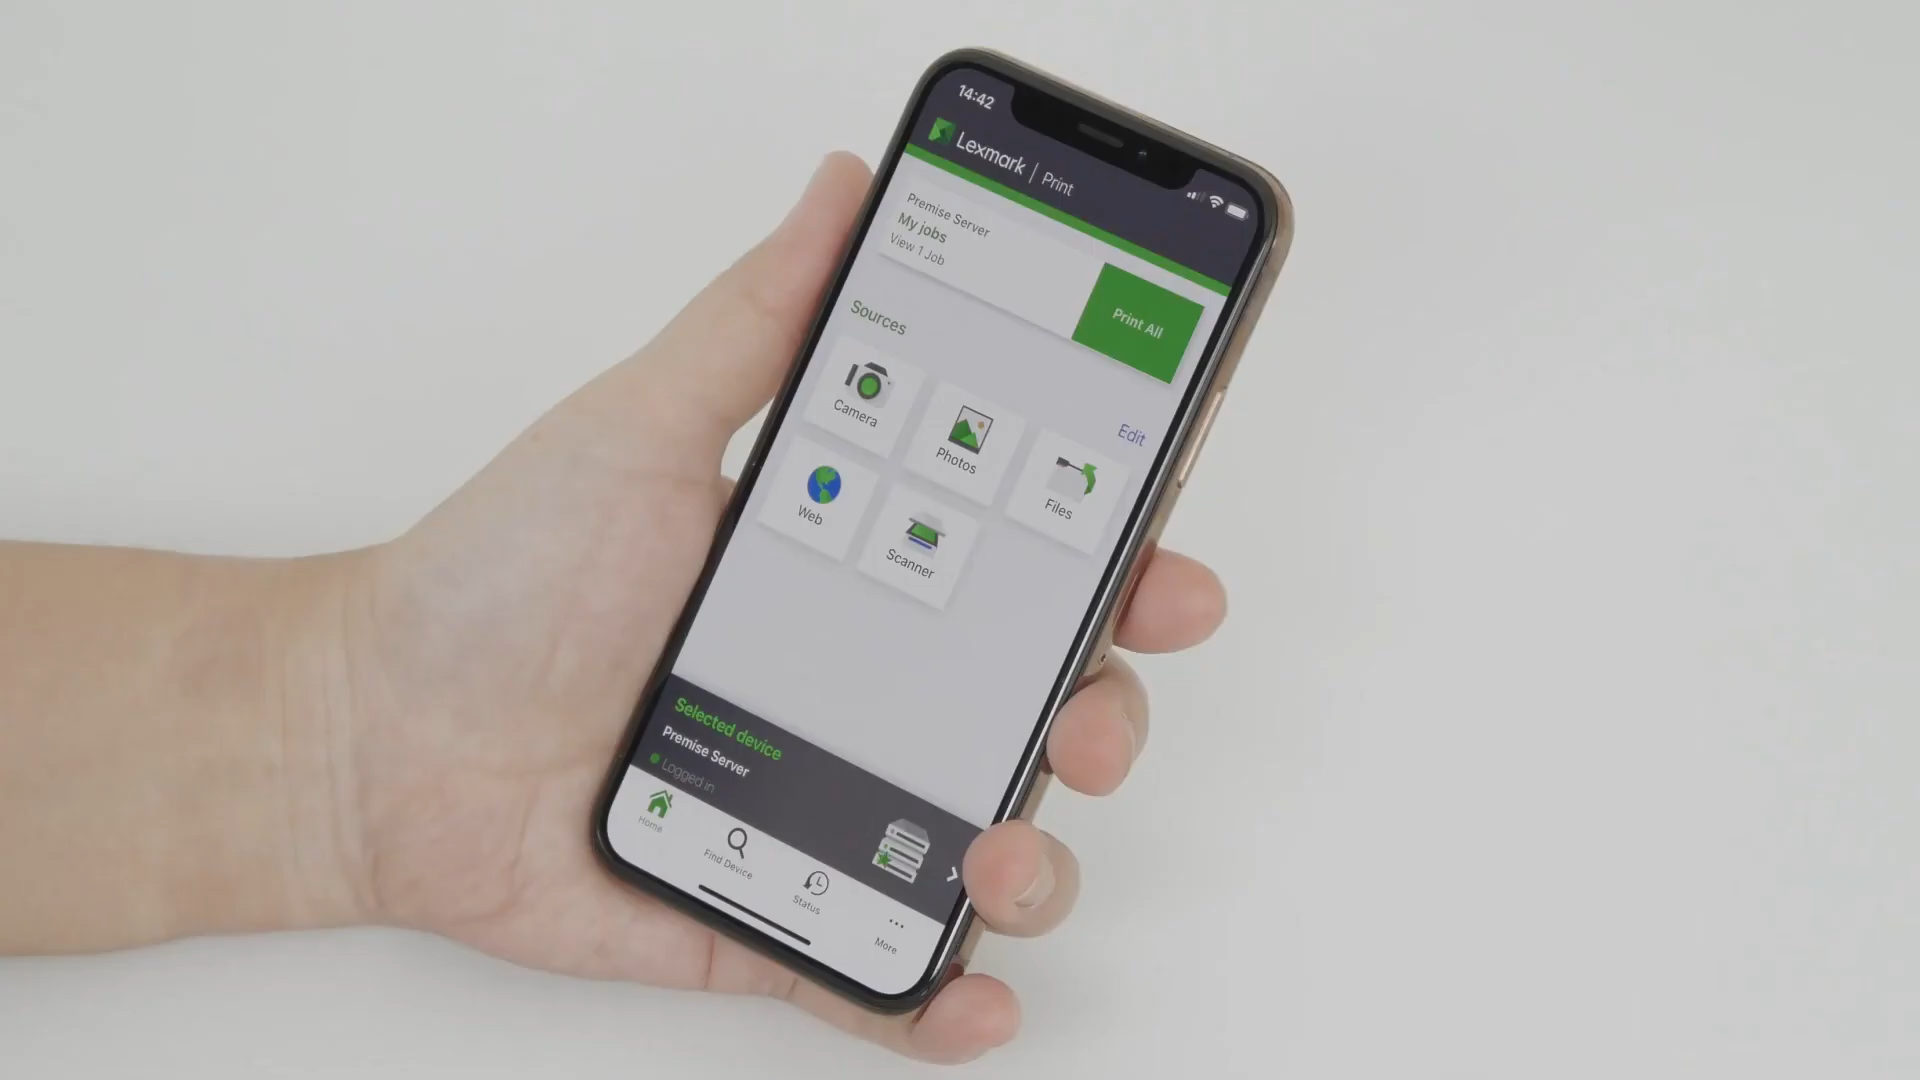 14:42
Lexmark | Print
Premise Server
My jobs
View 1 Job
Print All
Sources
Edit
Camera
Photos
Files
Web
Scanner
Selected device
Premise Server
Logged in
Home
Find Device
Status
More